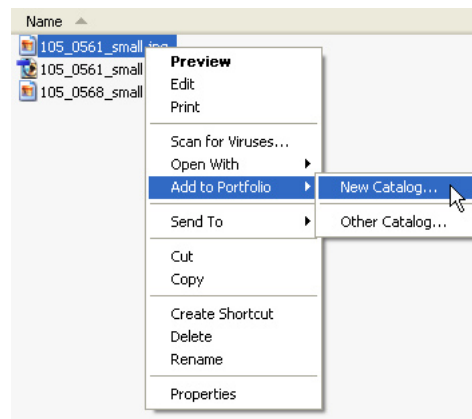 Name
105_0561_small.jpg
105_0561_small
105_0568_small
Preview
Edit
Print
Scan for Viruses...
Open With
Add to Portfolio
New Catalog...
Send To
Other Catalog...
Cut
Copy
Create Shortcut
Delete
Rename
Properties